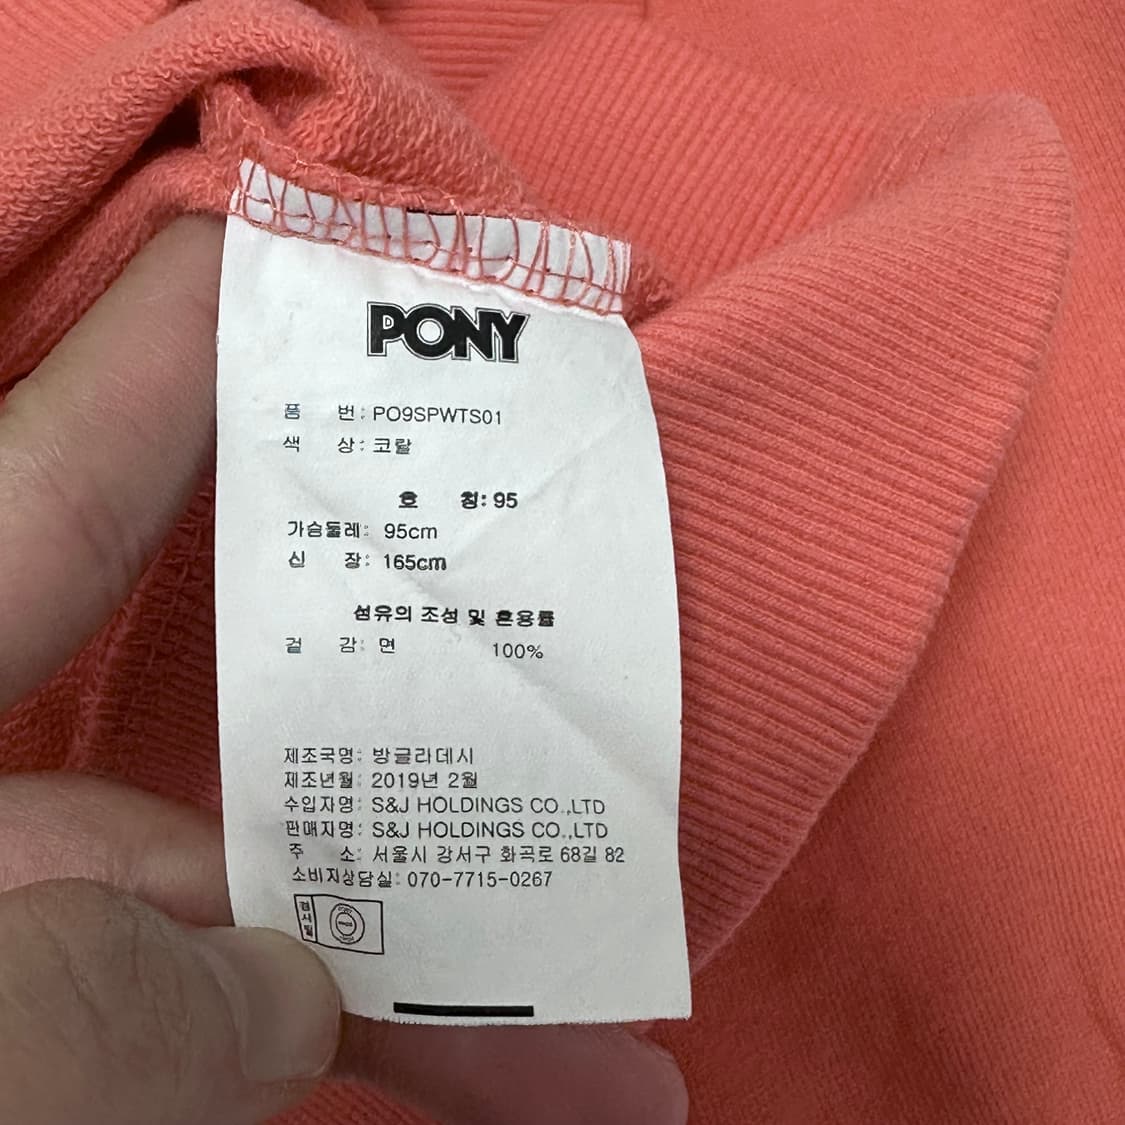 PONY
품 번: PO9SPWTS01
색 상: 코랄
호 칭: 95
가슴둘레: 95cm
신 장: 165cm
섬유의 조성 및 혼용률
겉 감: 면 100%
제조국명: 방글라데시
제조년월: 2019년 2월
수입자명: S&J HOLDINGS CO.,LTD
판매자명: S&J HOLDINGS CO.,LTD
주 소: 서울시 강서구 화곡로 68길 82
소비자상담실: 070-7715-0267
검사필